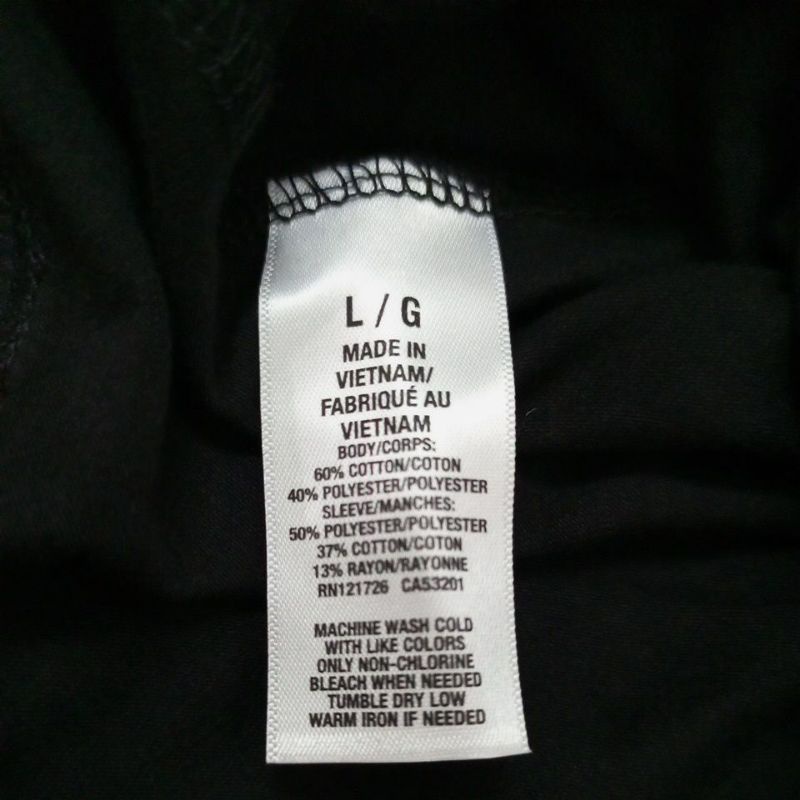 L / G
MADE IN
VIETNAM/
FABRIQUÉ AU
VIETNAM
BODY/CORPS:
60% COTTON/COTON
40% POLYESTER/POLYESTER
SLEEVE/MANCHES:
50% POLYESTER/POLYESTER
37% COTTON/COTON
13% RAYON/RAYONNE
RN121726 CA53201
MACHINE WASH COLD
WITH LIKE COLORS
ONLY NON-CHLORINE
BLEACH WHEN NEEDED
TUMBLE DRY LOW
WARM IRON IF NEEDED